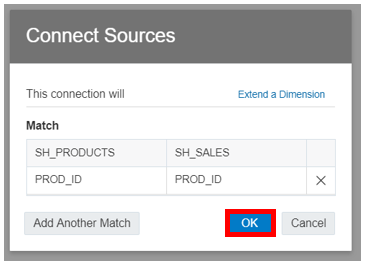 Connect Sources
This connection will Extend a Dimension
Match
SH_PRODUCTS SH_SALES
PROD_ID PROD_ID
Add Another Match OK Cancel